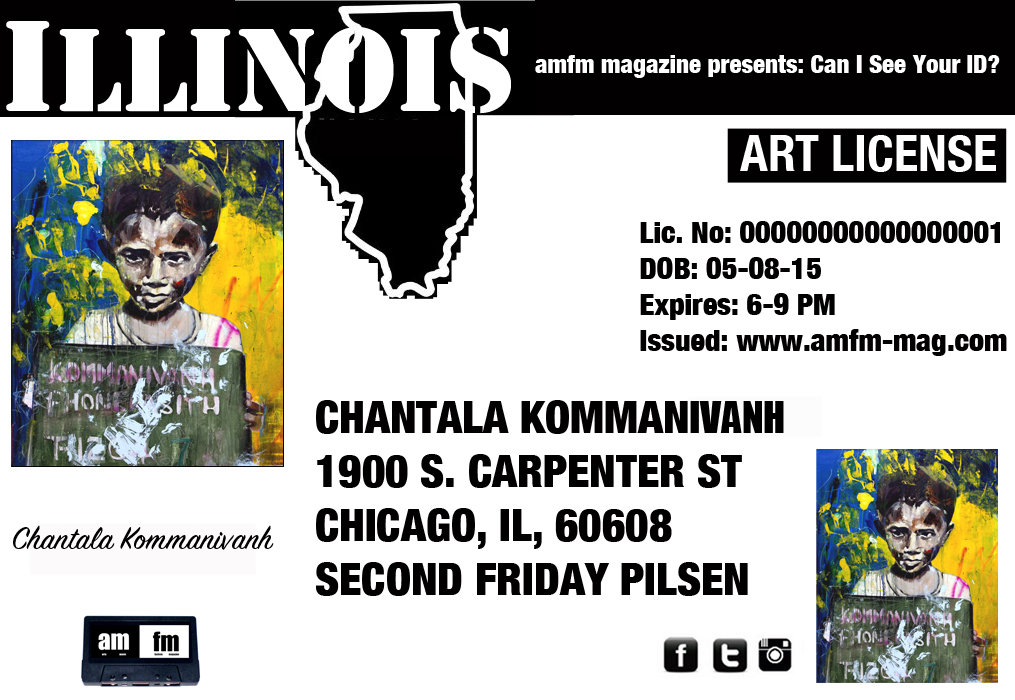 ILLINOIS
amfm magazine presents: Can I See Your ID?
ART LICENSE
Lic. No: 00000000000000001
DOB: 05-08-15
Expires: 6-9 PM
Issued: www.amfm-mag.com
KOMMANIVANH
CHANTALA KOMMANIVANH
1900 S. CARPENTER ST
CHICAGO, IL, 60608
SECOND FRIDAY PILSEN
Chantala Kommanivanh
am fm
KOMMANIVANH